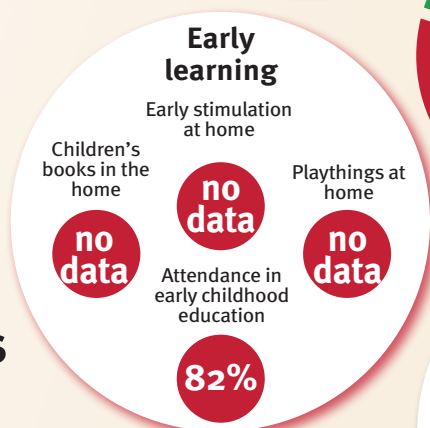 Early
learning
Early stimulation
at home
Children’s
books in the
home
Playthings at
home
no
data
no
data
no
data
Attendance in
early childhood
education
82%
s